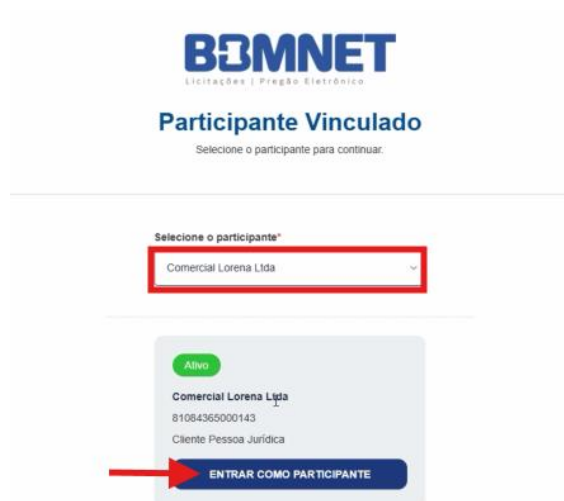 BBMNET
Licitações | Pregão Eletrônico
Participante Vinculado
Selecione o participante para continuar.
Selecione o participante*
Comercial Lorena Ltda
Ativo
Comercial Lorena Ltda
81084365000143
Cliente Pessoa Jurídica
ENTRAR COMO PARTICIPANTE